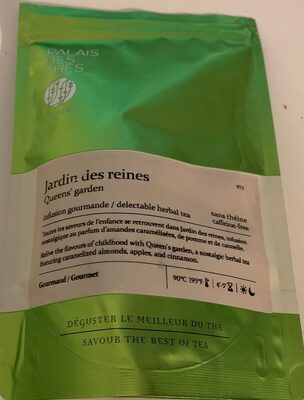 PALAIS
DES
THÉS
Jardin des reines
975
Queens' garden
Infusion gourmande / delectable herbal tea
sans théine
caffeine-free
Toutes les saveurs de l'enfance se retrouvent dans Jardin des reines, infusion
nostalgique au parfum d'amandes caramélisées, de pomme et de cannelle.
Relive the flavours of childhood with Queen's garden, a nostalgic herbal tea
featuring caramelized almonds, apples, and cinnamon.
Gourmand / Gourmet
90°C 195°F
DÉGUSTER LE MEILLEUR DU THÉ
SAVOUR THE BEST OF TEA